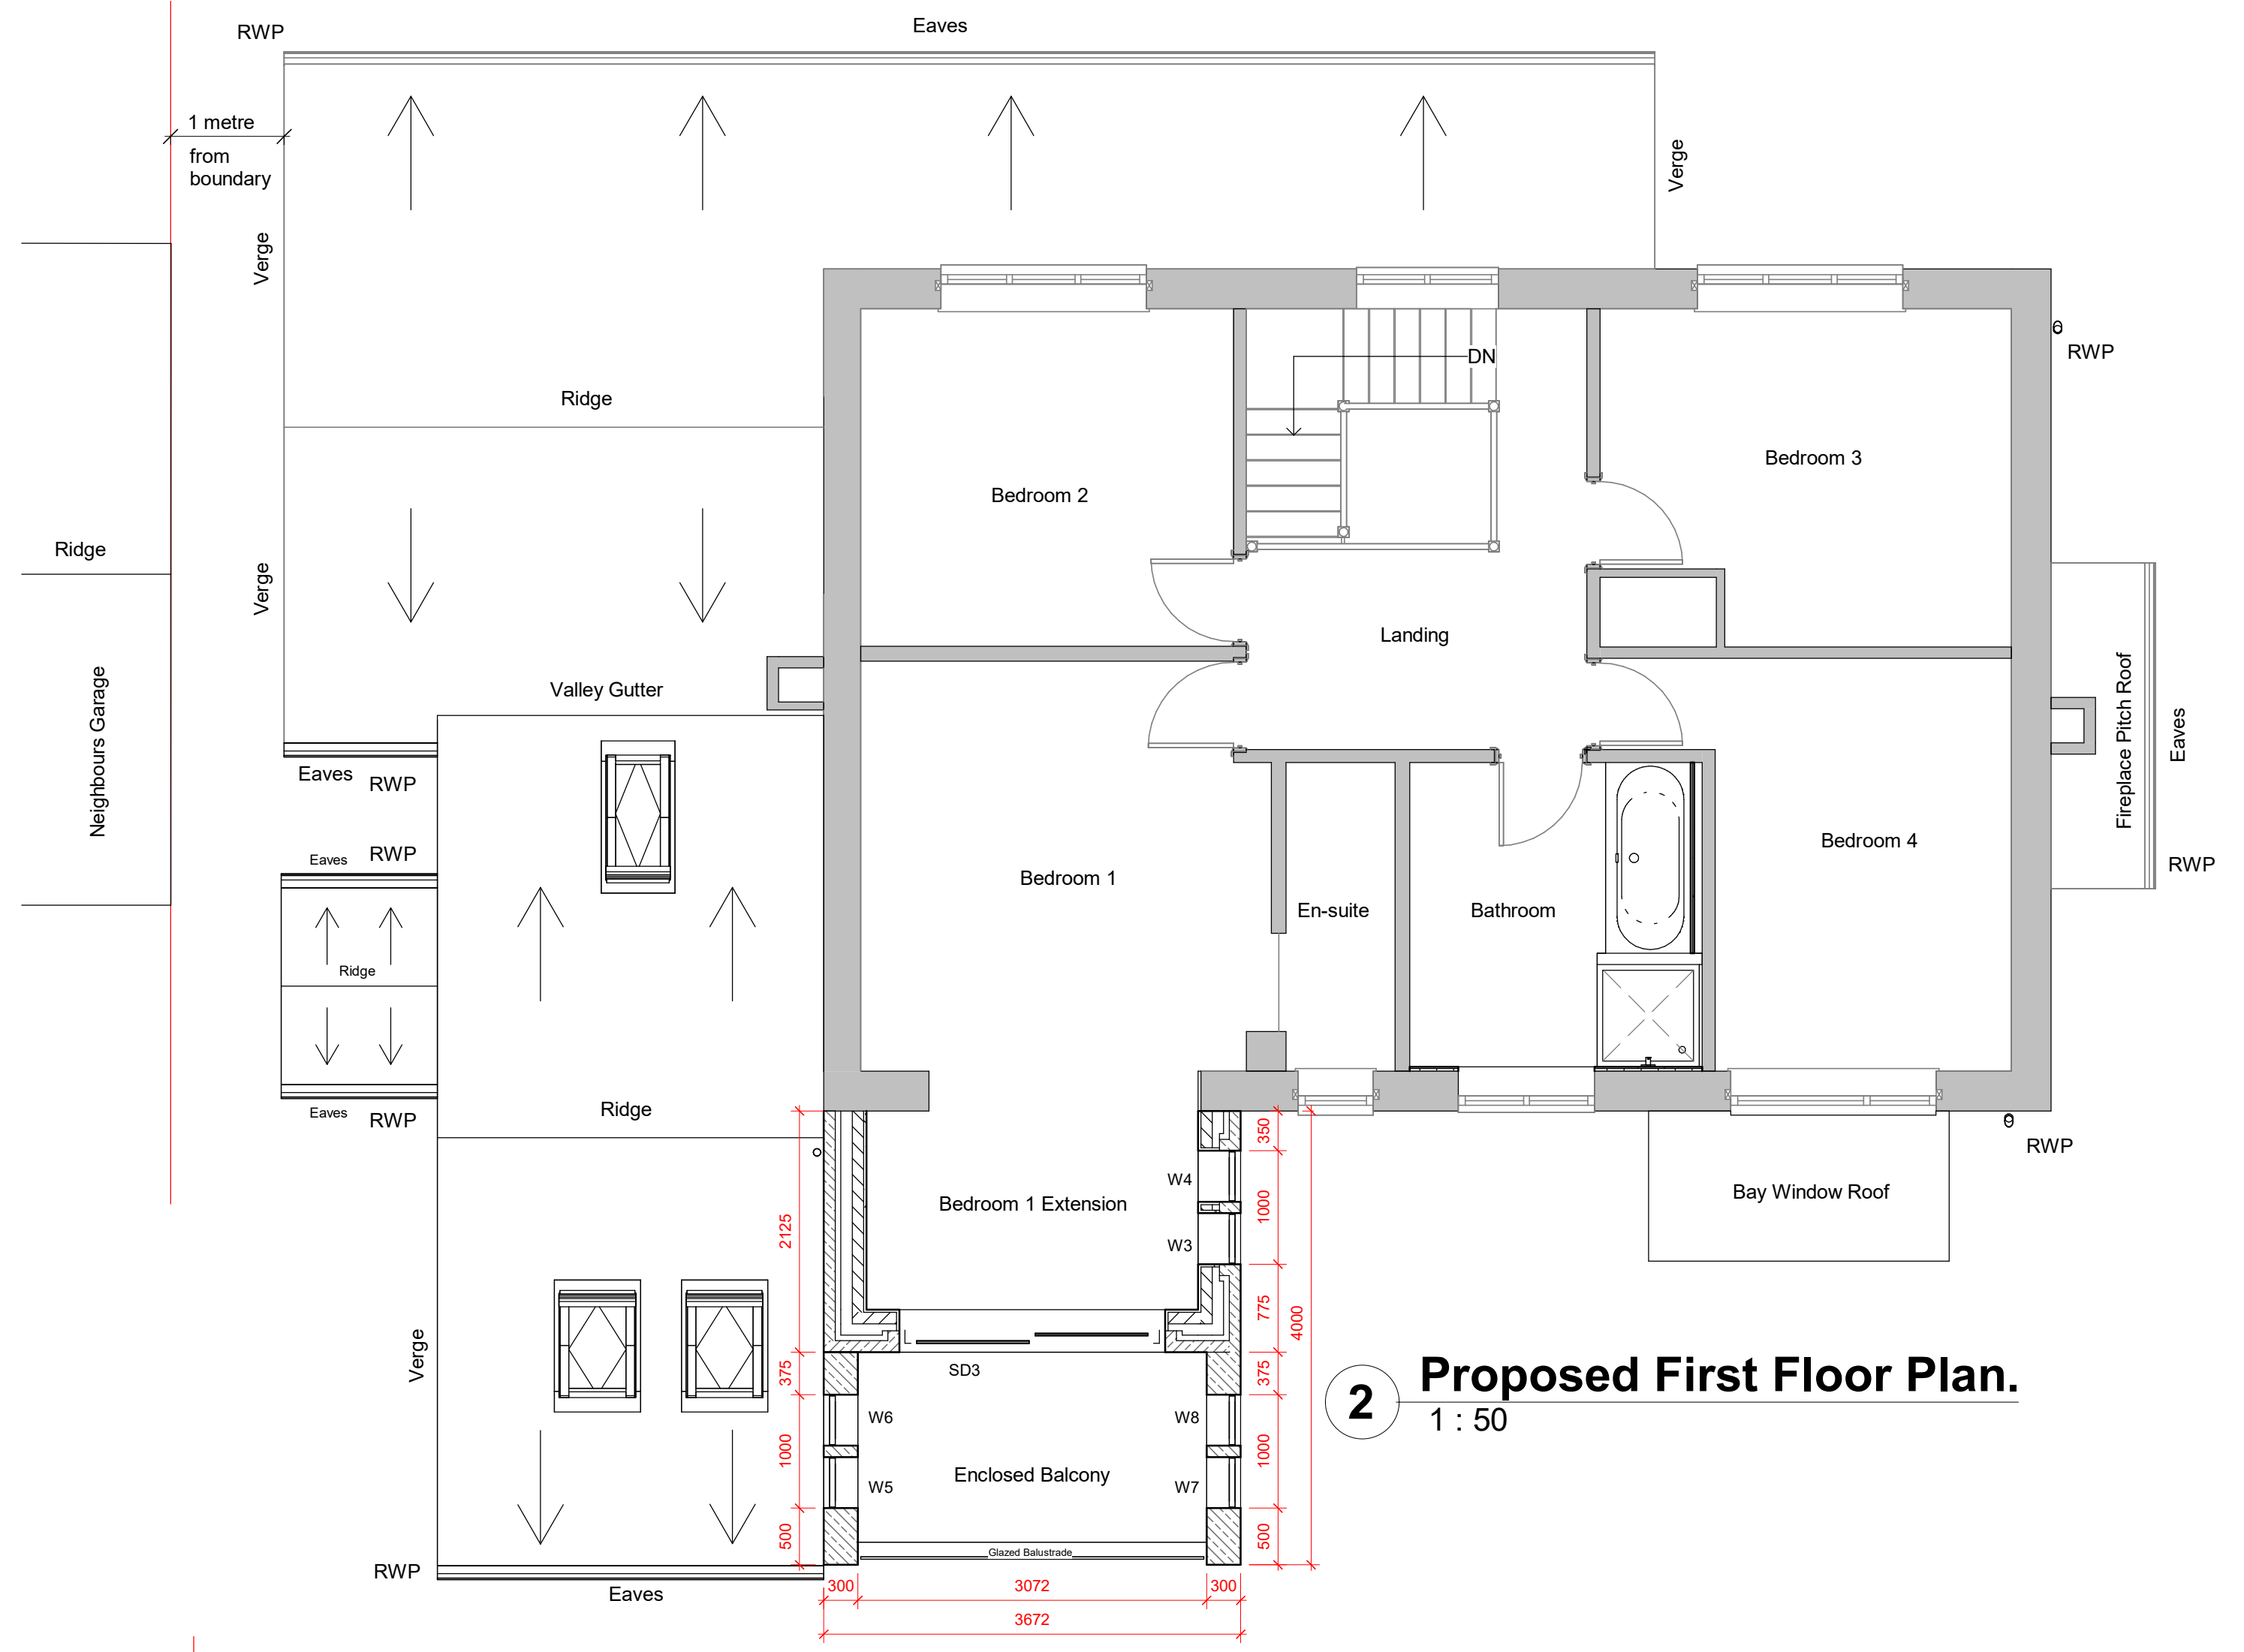 Eaves
RWP
1 metre
from
boundary
Verge
Verge
DN
RWP
Ridge
Bedroom 3
Bedroom 2
Ridge
Verge
Landing
Valley Gutter
Neighbours Garage
Fireplace Pitch Roof
Eaves
Eaves
RWP
Bedroom 4
Eaves
RWP
RWP
Bedroom 1
En-suite
Bathroom
Ridge
Eaves
RWP
Ridge
350
RWP
W4
Bedroom 1 Extension
1000
Bay Window Roof
2125
W3
775
4000
Verge
SD3
375
375
2
Proposed First Floor Plan.
1 : 50
W6
W8
1000
1000
Enclosed Balcony
W5
W7
500
500
Glazed Balustrade
RWP
Eaves
300
3072
300
3672